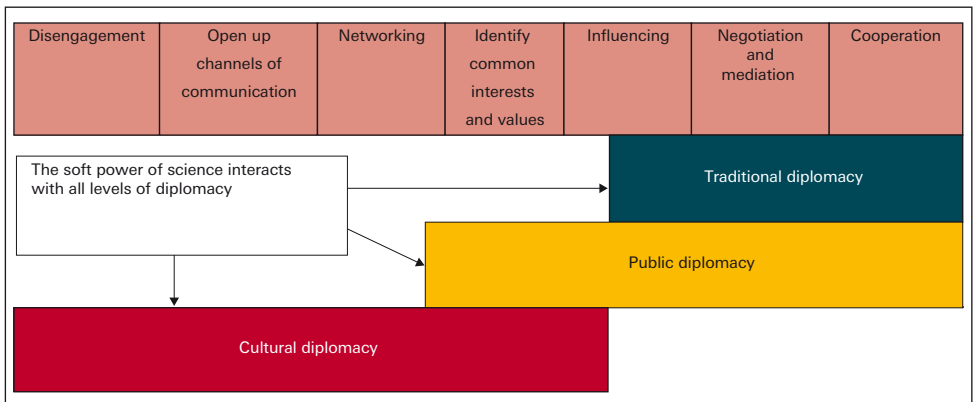 Disengagement
Open up
channels of
communication
Networking
Identify
common
interests
and values
Influencing
Negotiation
and
mediation
Cooperation
The soft power of science interacts
with all levels of diplomacy
Traditional diplomacy
Public diplomacy
Cultural diplomacy